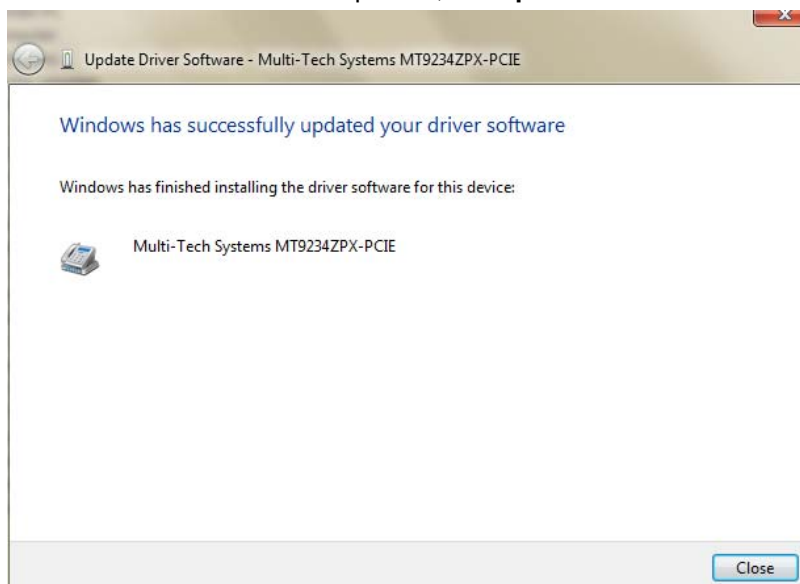 Update Driver Software - Multi-Tech Systems MT9234ZPX-PCIE
Windows has successfully updated your driver software
Windows has finished installing the driver software for this device:
Multi-Tech Systems MT9234ZPX-PCIE
Close